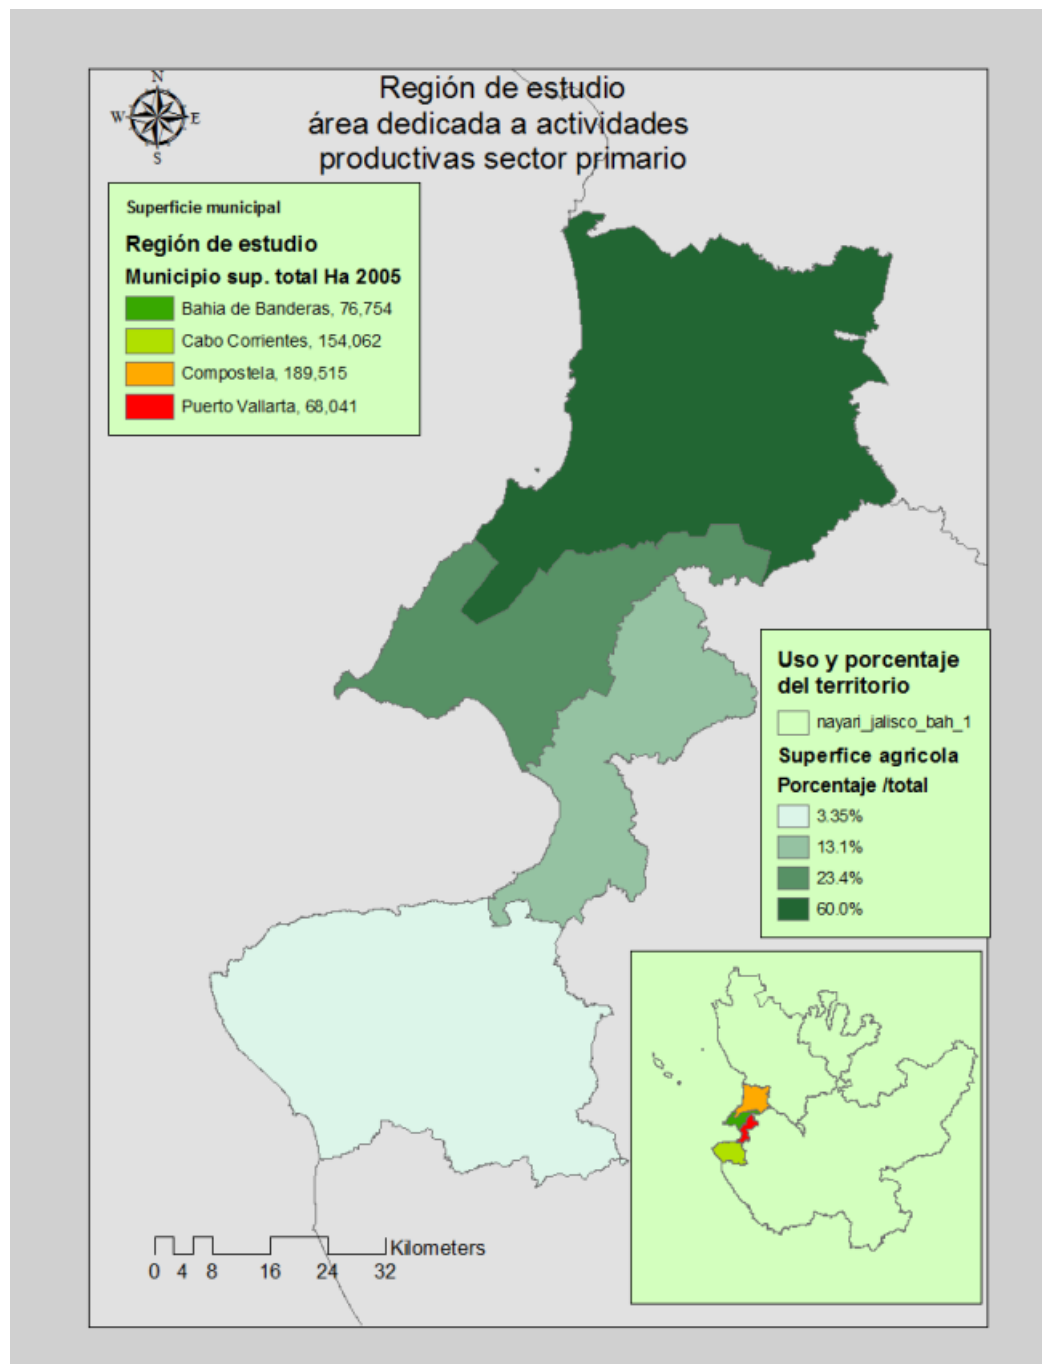 N
W E
S
Región de estudio
área dedicada a actividades
productivas sector primario
Superficie municipal
Región de estudio
Municipio sup. total Ha 2005
Bahia de Banderas, 76,754
Cabo Corrientes, 154,062
Compostela, 189,515
Puerto Vallarta, 68,041
Uso y porcentaje
del territorio
nayari_jalisco_bah_1
Superfice agricola
Porcentaje /total
3.35%
13.1%
23.4%
60.0%
Kilometers
0 4 8 16 24 32